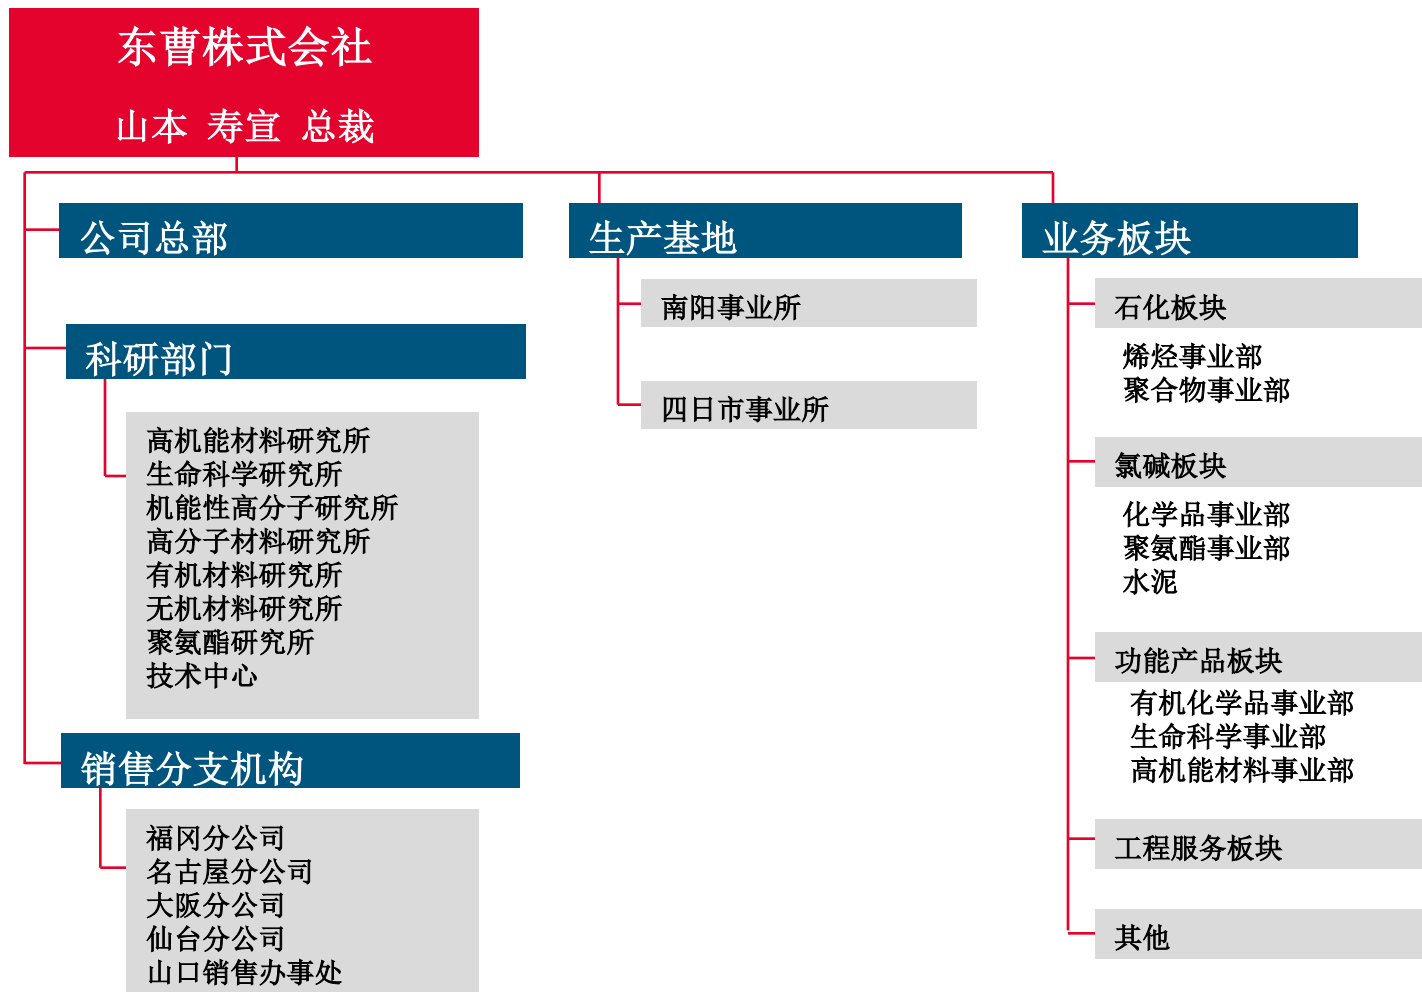 东曹株式会社
山本 寿宣 总裁
公司总部
科研部门
高机能材料研究所
生命科学研究所
机能性高分子研究所
高分子材料研究所
有机材料研究所
无机材料研究所
聚氨酯研究所
技术中心
销售分支机构
福冈分公司
名古屋分公司
大阪分公司
仙台分公司
山口销售办事处
生产基地
南阳事业所
四日市事业所
业务板块
石化板块
烯烃事业部
聚合物事业部
氯碱板块
化学品事业部
聚氨酯事业部
水泥
功能产品板块
有机化学品事业部
生命科学事业部
高机能材料事业部
工程服务板块
其他